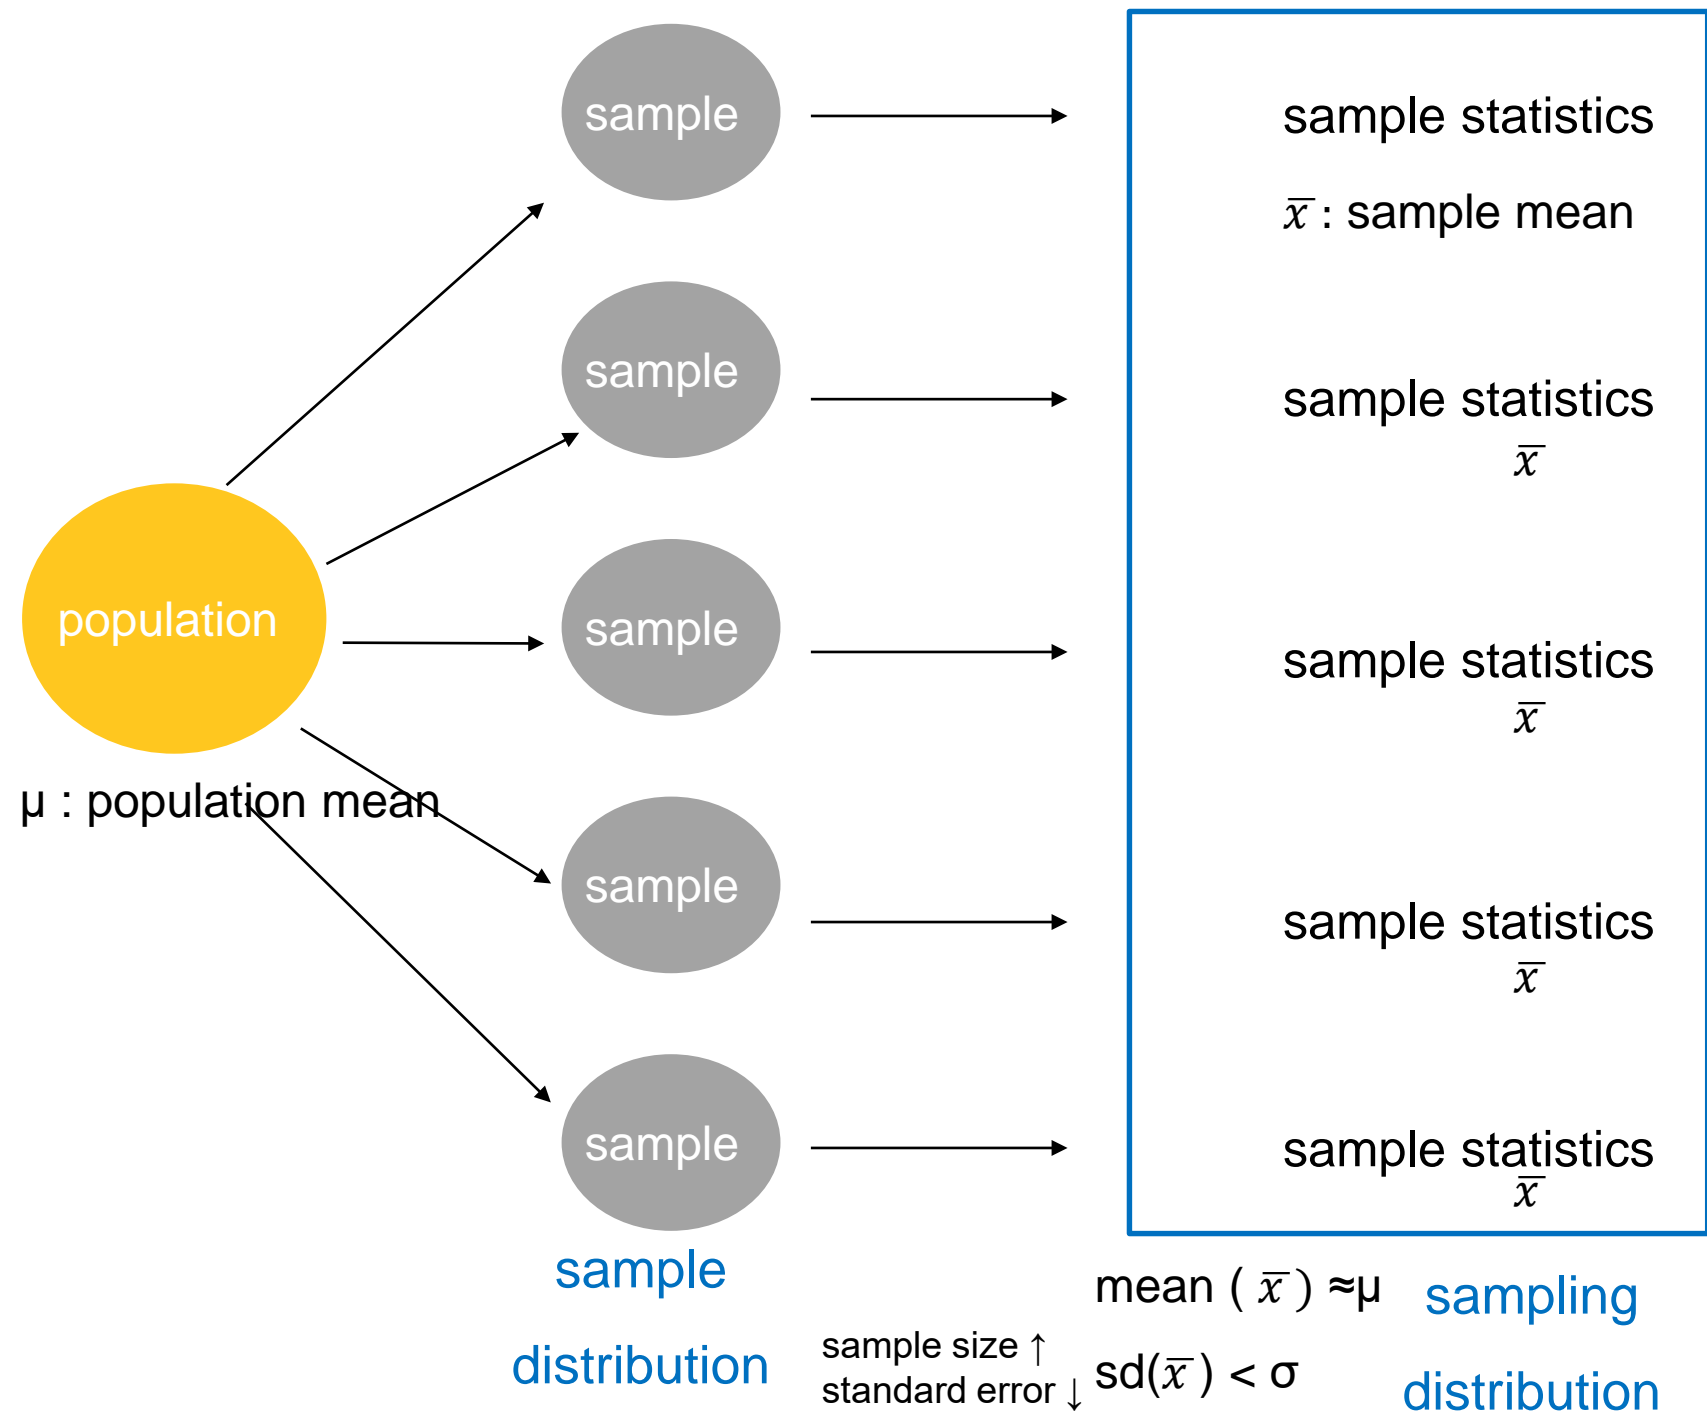 sample
sample statistics
x̄ : sample mean
sample
sample statistics
x̄
population
μ : population mean
sample
sample statistics
x̄
sample
sample statistics
x̄
sample
sample statistics
x̄
sample
distribution
sample size ↑
standard error ↓
mean ( x̄ ) ≈μ
sd(x̄ ) < σ
sampling
distribution